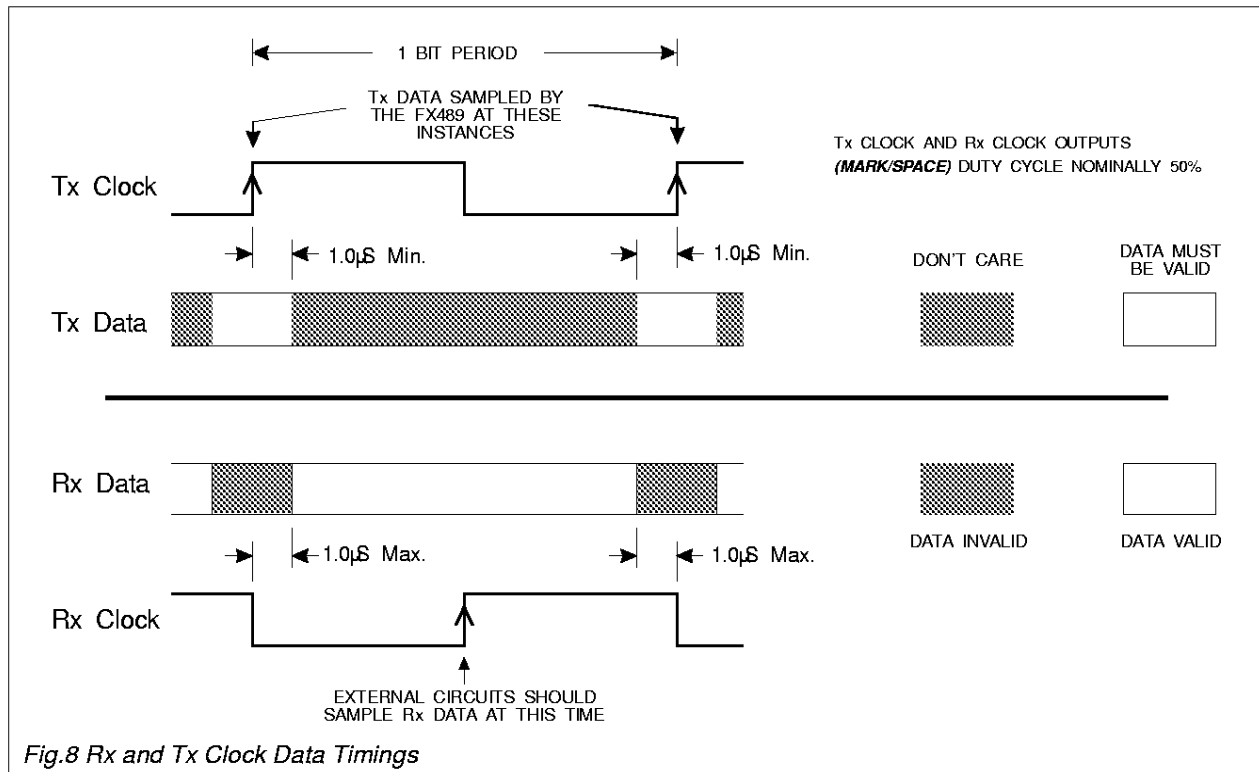 1 BIT PERIOD
Tx DATA SAMPLED BY
THE FX489 AT THESE
INSTANCES
Tx CLOCK AND Rx CLOCK OUTPUTS
(MARK/SPACE) DUTY CYCLE NOMINALLY 50%
Tx Clock
1.0µS Min.
1.0µS Min.
DON'T CARE
DATA MUST
BE VALID
Tx Data
Rx Data
1.0µS Max.
1.0µS Max.
DATA INVALID
DATA VALID
Rx Clock
EXTERNAL CIRCUITS SHOULD
SAMPLE Rx DATA AT THIS TIME
Fig.8 Rx and Tx Clock Data Timings